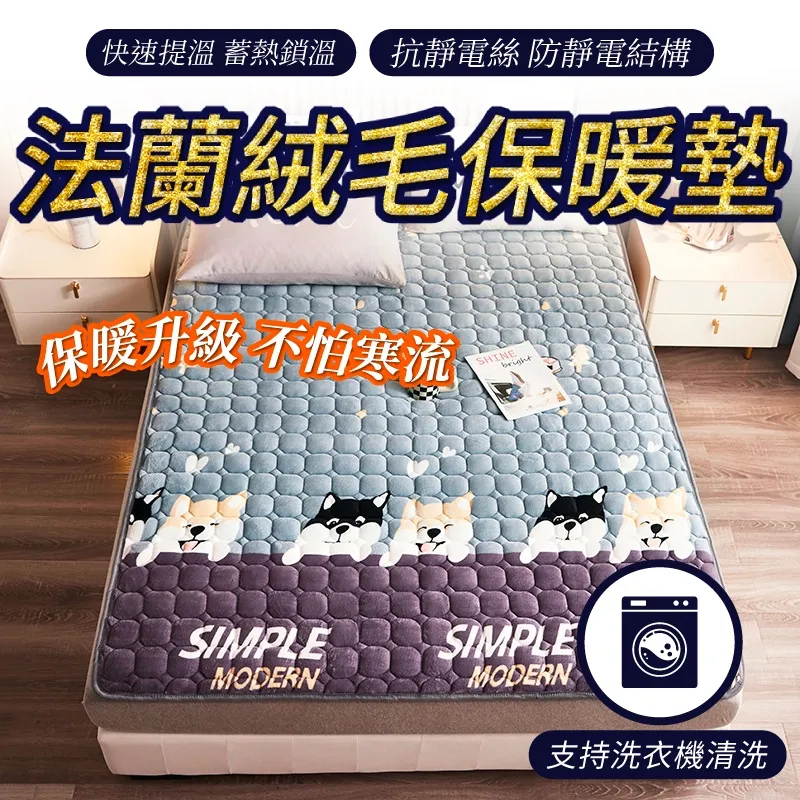 快速提溫 蓄熱鎖溫
抗靜電絲 防靜電結構
法蘭絨毛保暖墊
保暖升級 不怕寒流
SHINE
bright
SIMPLE
MODERN
SIMPLE
MODERN
支持洗衣機清洗